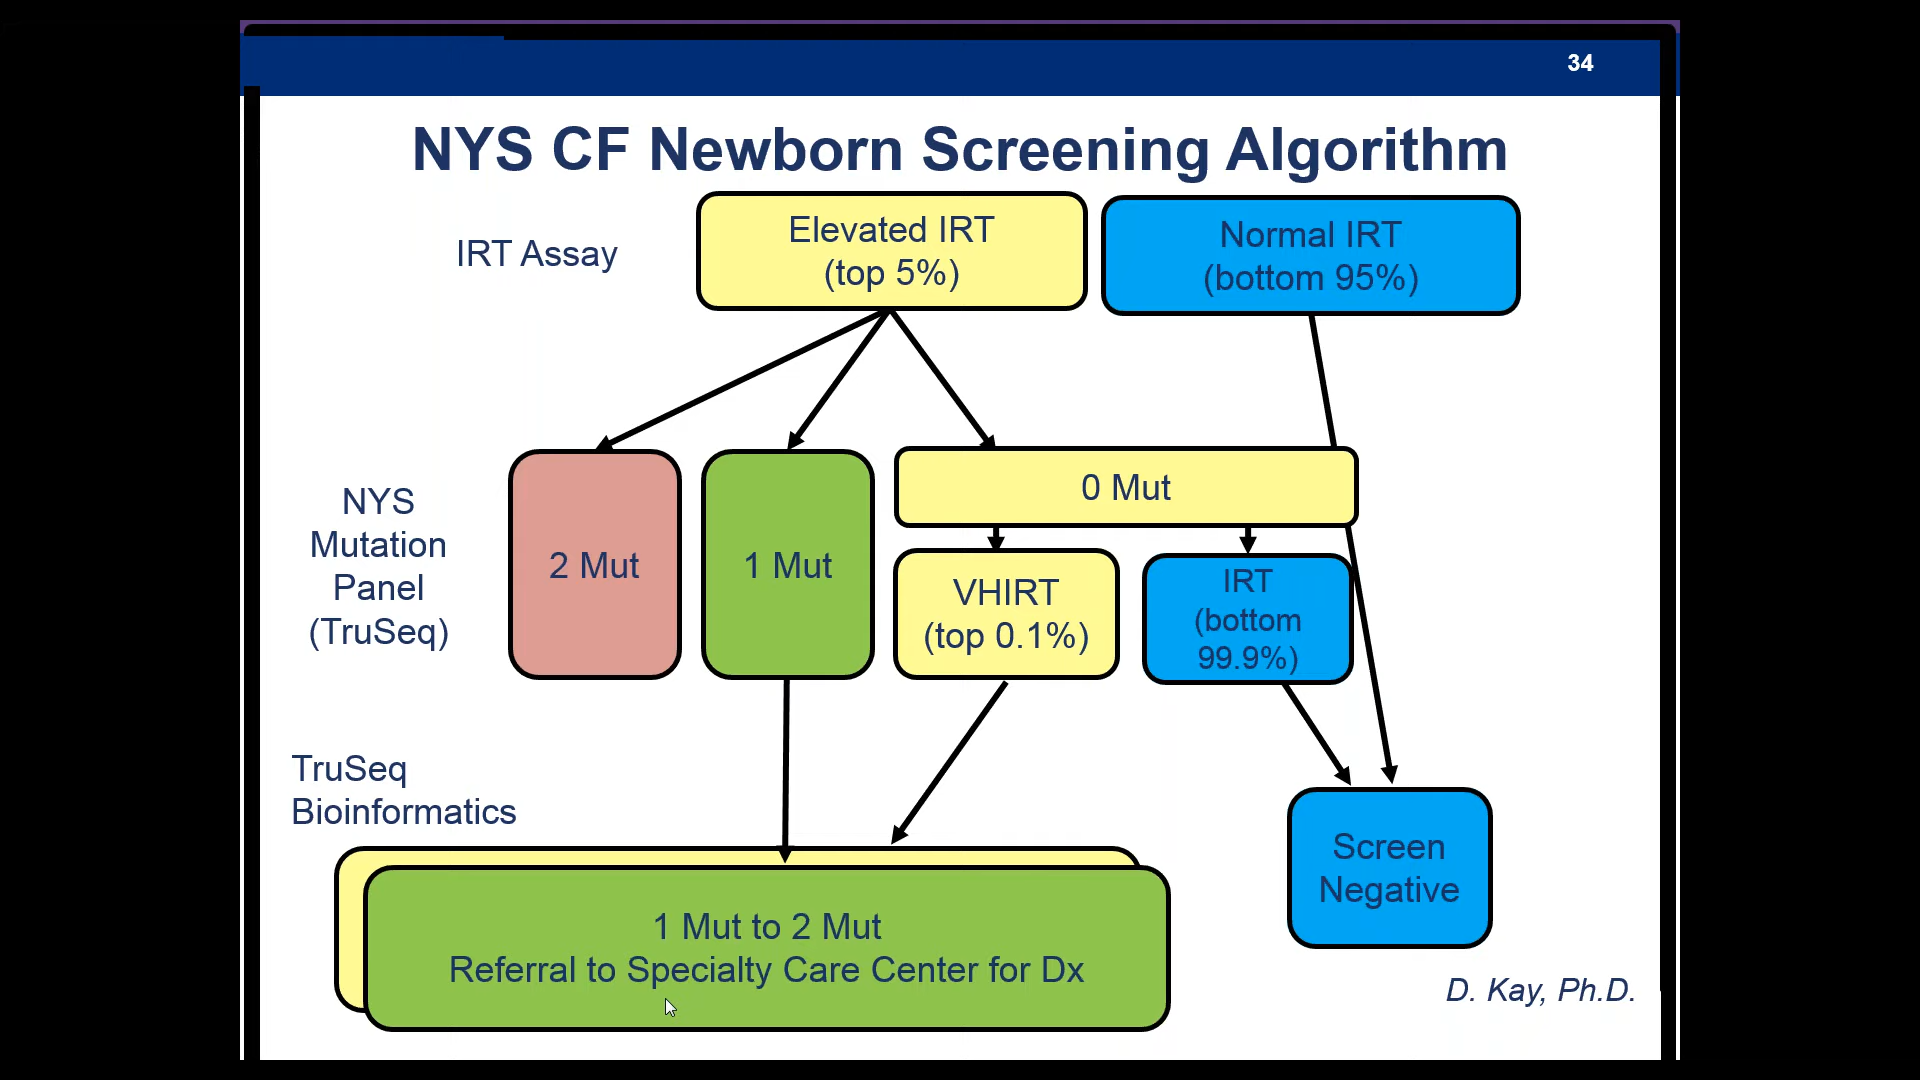 34
NYS CF Newborn Screening Algorithm
IRT Assay
Elevated IRT
(top 5%)
Normal IRT
(bottom 95%)
NYS
Mutation
Panel
(TruSeq)
2 Mut
1 Mut
0 Mut
VHIRT
(top 0.1%)
IRT
(bottom
99.9%)
TruSeq
Bioinformatics
1 Mut to 2 Mut
Referral to Specialty Care Center for Dx
Screen
Negative
D. Kay, Ph.D.